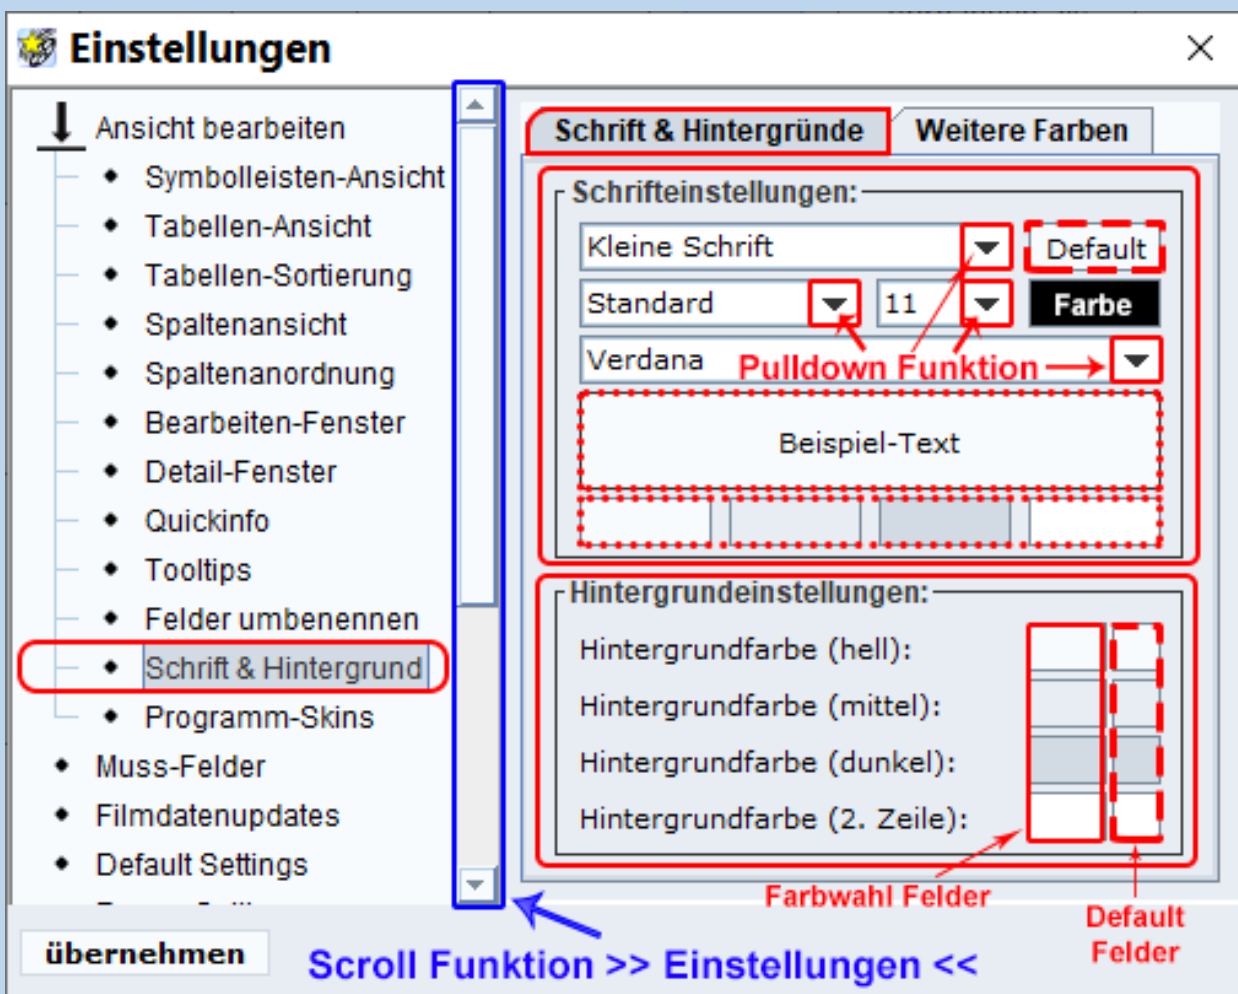 Einstellungen
Ansicht bearbeiten
Symbolleisten-Ansicht
Tabellen-Ansicht
Tabellen-Sortierung
Spaltenansicht
Spaltenanordnung
Bearbeiten-Fenster
Detail-Fenster
Quickinfo
Tooltips
Felder umbenennen
Schrift & Hintergrund
Programm-Skins
Muss-Felder
Filmdatenupdates
Default Settings
übernehmen
Schrift & Hintergründe
Weitere Farben
Schrifteinstellungen:
Kleine Schrift
Default
Standard
11
Farbe
Verdana
Pulldown Funktion
Beispiel-Text
Hintergrundeinstellungen:
Hintergrundfarbe (hell):
Hintergrundfarbe (mittel):
Hintergrundfarbe (dunkel):
Hintergrundfarbe (2. Zeile):
Farbwahl Felder
Default
Felder
Scroll Funktion >> Einstellungen <<